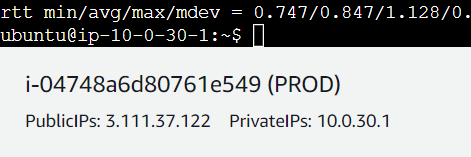 rtt min/avg/max/mdev = 0.747/0.847/1.128/0.
ubuntu@ip-10-0-30-1:~$
i-04748a6d80761e549 (PROD)
PublicIPs: 3.111.37.122 PrivateIPs: 10.0.30.1